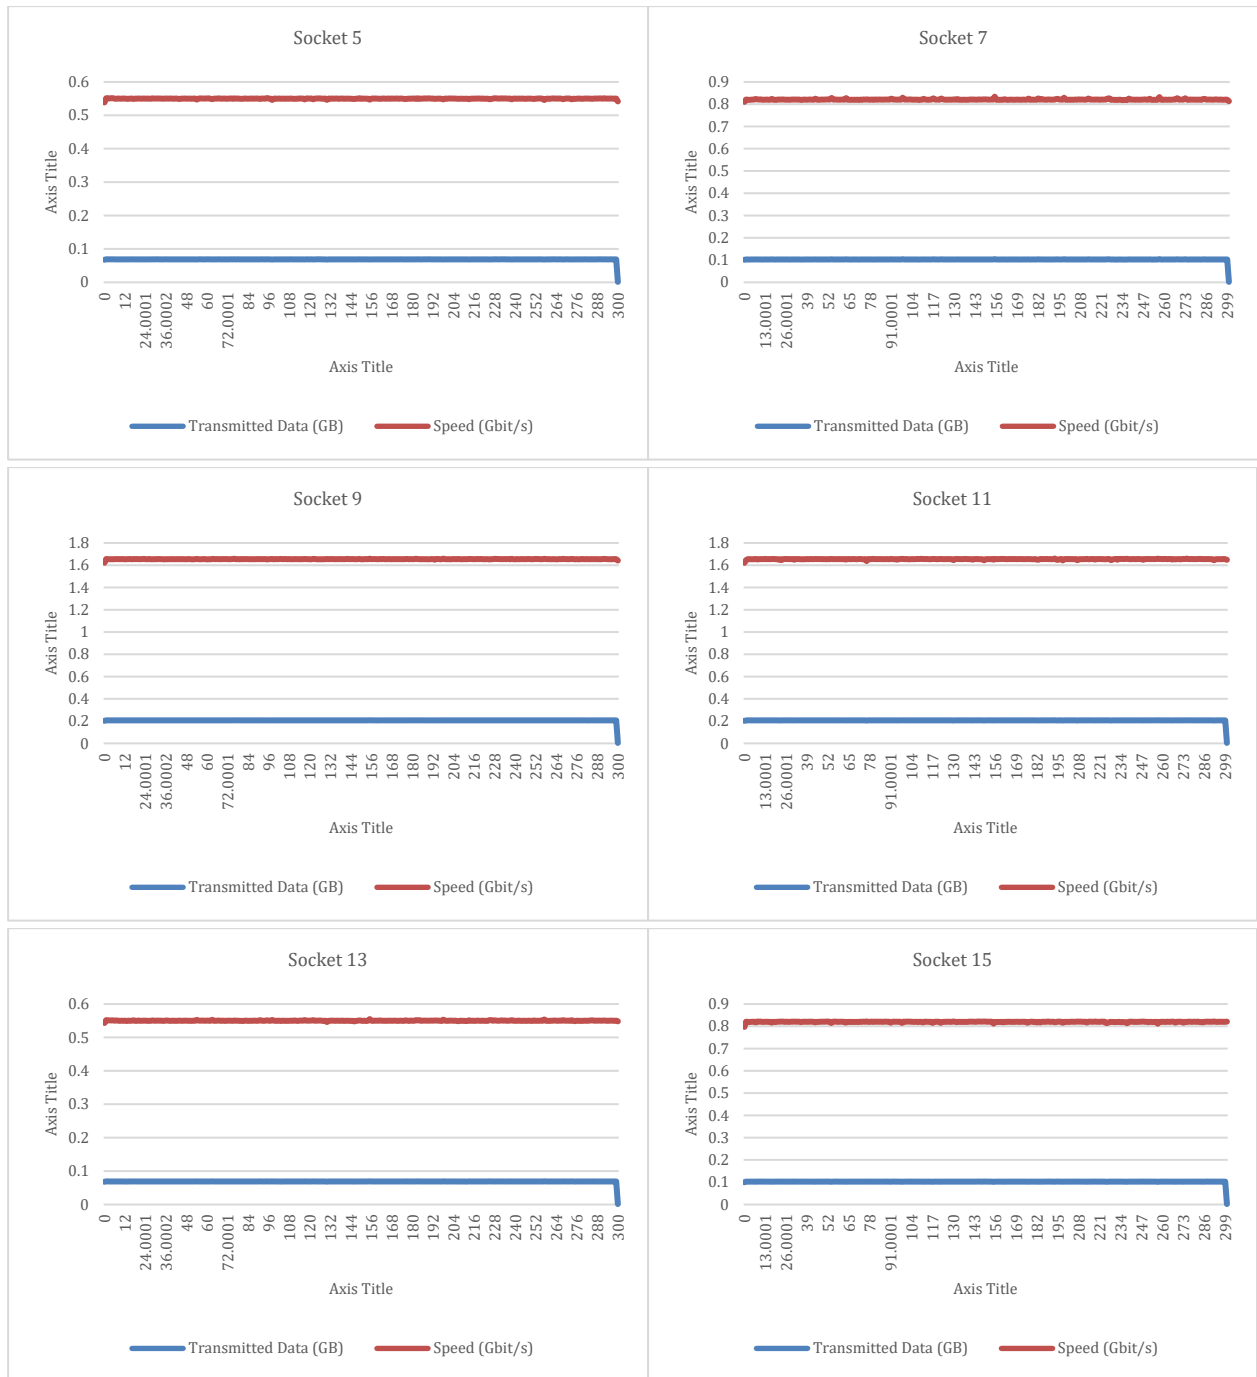 Socket 5
0.6
0.5
0.4
0.3
0.2
0.1
0
Axis Title
0 12 24.0001 36.0002 48 60 72.0001 84 96 108 120 132 144 156 168 180 192 204 216 228 240 252 264 276 288 300
Axis Title
Transmitted Data (GB) Speed (Gbit/s)
Socket 7
0.9
0.8
0.7
0.6
0.5
0.4
0.3
0.2
0.1
0
Axis Title
0 13.0001 26.0001 39 52 65 78 91.0001 104 117 130 143 156 169 182 195 208 221 234 247 260 273 286 299
Axis Title
Transmitted Data (GB) Speed (Gbit/s)
Socket 9
1.8
1.6
1.4
1.2
1
0.8
0.6
0.4
0.2
0
Axis Title
0 12 24.0001 36.0002 48 60 72.0001 84 96 108 120 132 144 156 168 180 192 204 216 228 240 252 264 276 288 300
Axis Title
Transmitted Data (GB) Speed (Gbit/s)
Socket 11
1.8
1.6
1.4
1.2
1
0.8
0.6
0.4
0.2
0
Axis Title
0 13.0001 26.0001 39 52 65 78 91.0001 104 117 130 143 156 169 182 195 208 221 234 247 260 273 286 299
Axis Title
Transmitted Data (GB) Speed (Gbit/s)
Socket 13
0.6
0.5
0.4
0.3
0.2
0.1
0
Axis Title
0 12 24.0001 36.0002 48 60 72.0001 84 96 108 120 132 144 156 168 180 192 204 216 228 240 252 264 276 288 300
Axis Title
Transmitted Data (GB) Speed (Gbit/s)
Socket 15
0.9
0.8
0.7
0.6
0.5
0.4
0.3
0.2
0.1
0
Axis Title
0 13.0001 26.0001 39 52 65 78 91.0001 104 117 130 143 156 169 182 195 208 221 234 247 260 273 286 299
Axis Title
Transmitted Data (GB) Speed (Gbit/s)